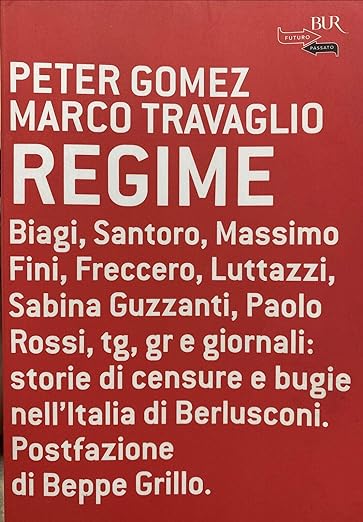 BUR
FUTURO
PASSATO
PETER GOMEZ
MARCO TRAVAGLIO
REGIME
Biagi, Santoro, Massimo
Fini, Freccero, Luttazzi,
Sabina Guzzanti, Paolo
Rossi, tg, gr e giornali:
storie di censure e bugie
nell'Italia di Berlusconi.
Postfazione
di Beppe Grillo.